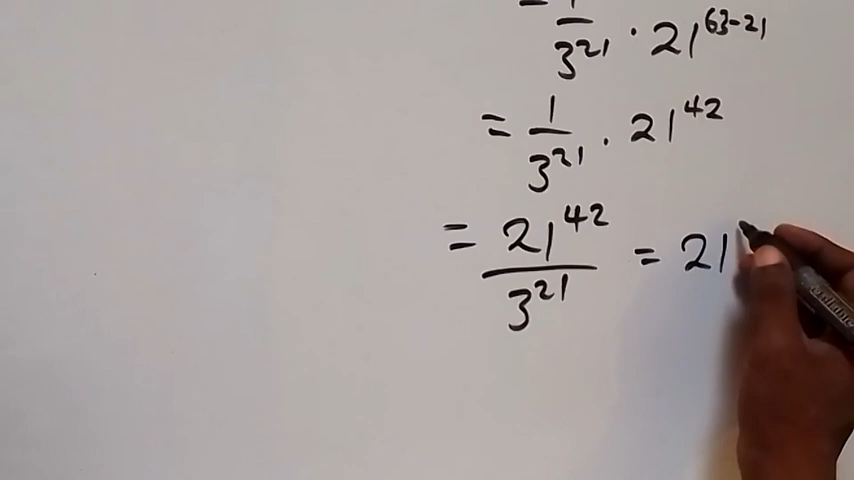 = 1/3^21 · 21^63-21
= 1/3^21 · 21^42
= 21^42/3^21 = 21